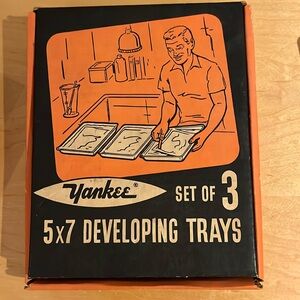 Yankee®
SET OF 3
5x7 DEVELOPING TRAYS